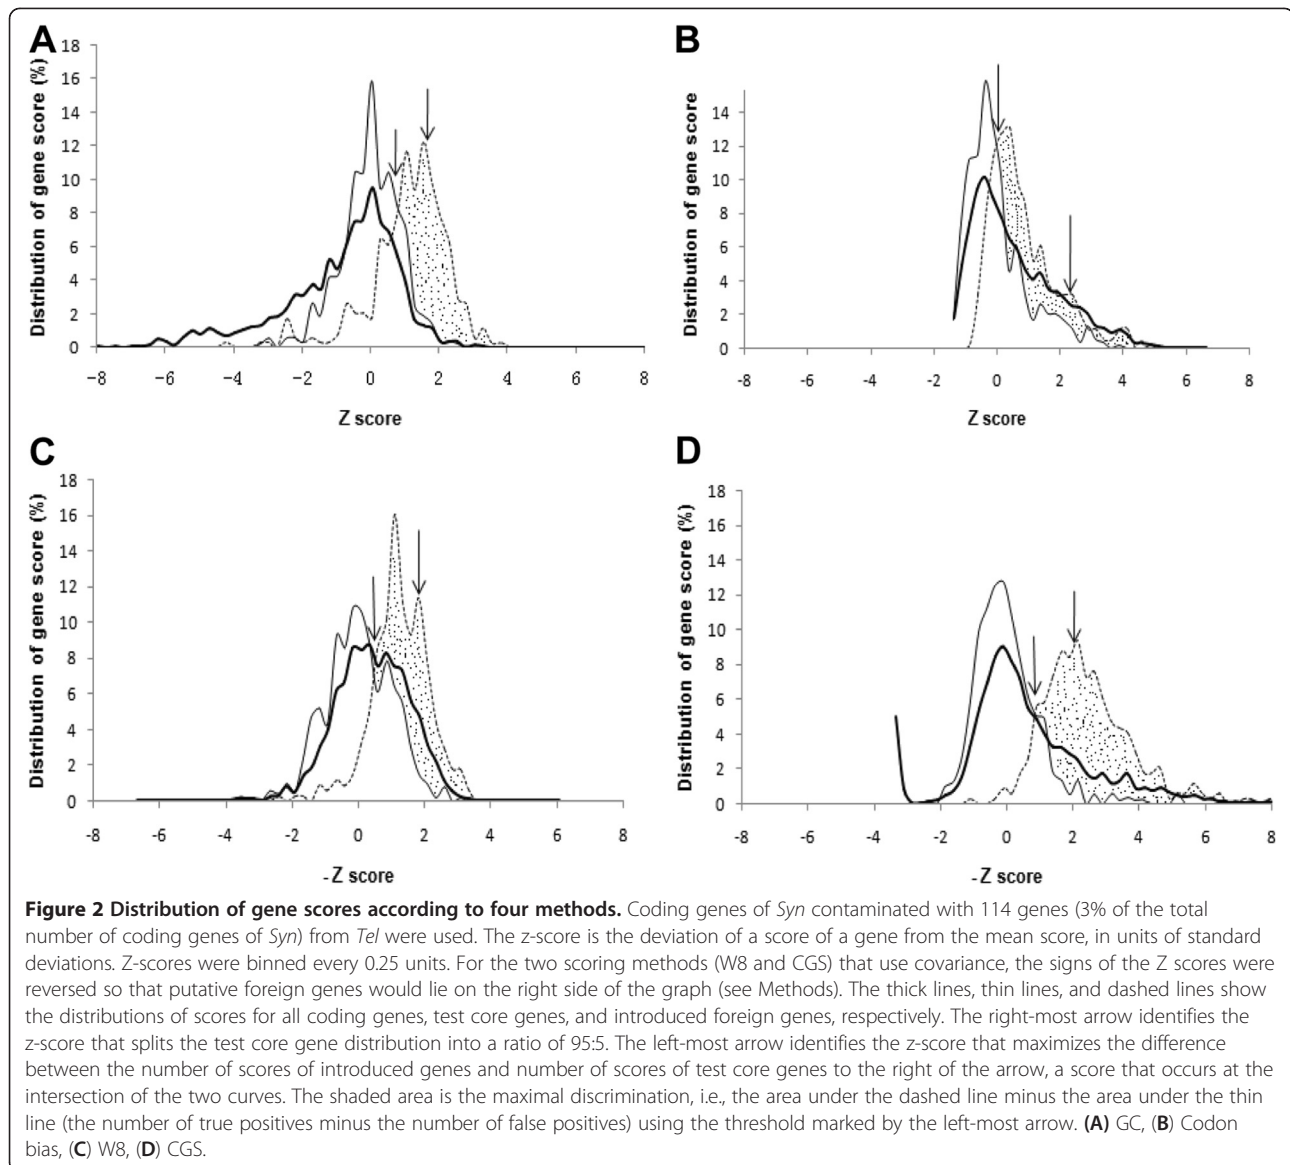 A
B
Distribution of gene score (%)
18
16
14
12
10
8
6
4
2
0
-8 -6 -4 -2 0 2 4 6 8
Z score
Distribution of gene score
14
12
10
8
6
4
2
0
-8 -6 -4 -2 0 2 4 6 8
Z score
C
D
Distribution of gene score (%)
18
16
14
12
10
8
6
4
2
0
-8 -6 -4 -2 0 2 4 6 8
-Z score
Distribution of gene score (%)
18
16
14
12
10
8
6
4
2
0
-8 -6 -4 -2 0 2 4 6 8
-Z score
Figure 2 Distribution of gene scores according to four methods. Coding genes of Syn contaminated with 114 genes (3% of the total
number of coding genes of Syn) from Tel were used. The z-score is the deviation of a score of a gene from the mean score, in units of standard
deviations. Z-scores were binned every 0.25 units. For the two scoring methods (W8 and CGS) that use covariance, the signs of the Z scores were
reversed so that putative foreign genes would lie on the right side of the graph (see Methods). The thick lines, thin lines, and dashed lines show
the distributions of scores for all coding genes, test core genes, and introduced foreign genes, respectively. The right-most arrow identifies the
z-score that splits the test core gene distribution into a ratio of 95:5. The left-most arrow identifies the z-score that maximizes the difference
between the number of scores of introduced genes and number of scores of test core genes to the right of the arrow, a score that occurs at the
intersection of the two curves. The shaded area is the maximal discrimination, i.e., the area under the dashed line minus the area under the thin
line (the number of true positives minus the number of false positives) using the threshold marked by the left-most arrow. (A) GC, (B) Codon
bias, (C) W8, (D) CGS.